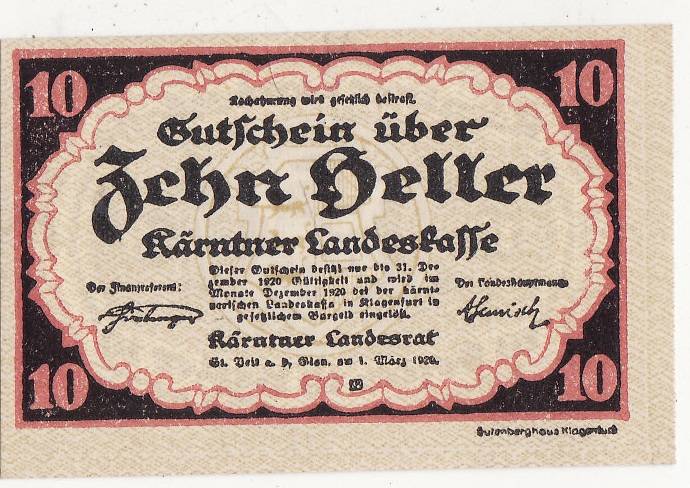 10 10
Nachahmung wird gesetzlich bestraft.
Gutschein über
Zehn Heller
Kärntner Landeskasse
Dieser Gutschein besitzt nur bis 31. De=
zember 1920 Gültigkeit und wird im
Monate Dezember 1920 bei der kärnt=
nerischen Landeskassa in Klagenfurt in
gesetzlichem Bargeld eingelöst.
Der Finanzreferent:
Der Landeshauptmann
Kärntner Landesrat
St. Veit a. d. Glan, am 1. März 1920.
10 10
Gutenberghaus Klagenfurt